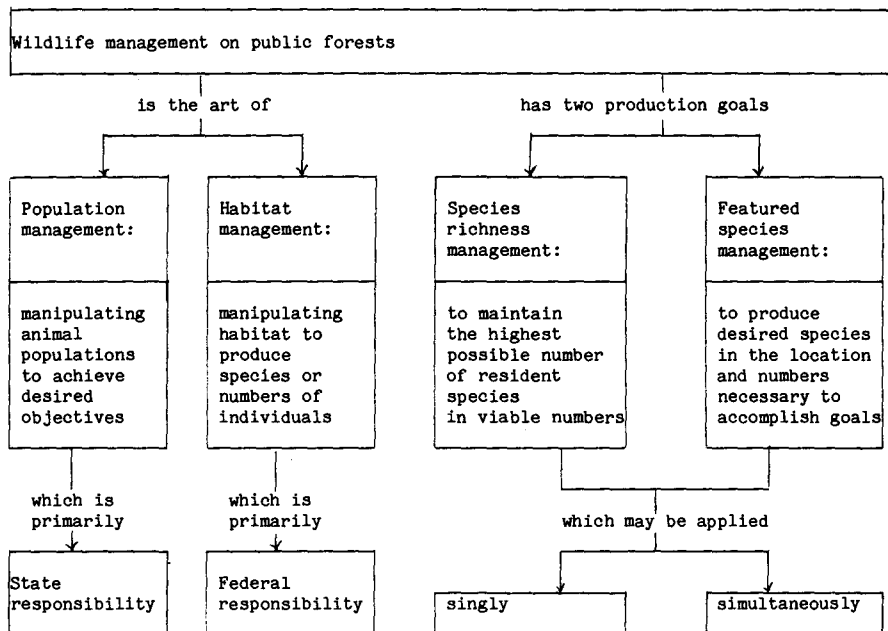 Wildlife management on public forests
is the art of
has two production goals
Population
management:
manipulating
animal
populations
to achieve
desired
objectives
Habitat
management:
manipulating
habitat to
produce
species or
numbers of
individuals
Species
richness
management:
to maintain
the highest
possible number
of resident
species
in viable numbers
Featured
species
management:
to produce
desired species
in the location
and numbers
necessary to
accomplish goals
which is
primarily
which is
primarily
which may be applied
State
responsibility
Federal
responsibility
singly
simultaneously